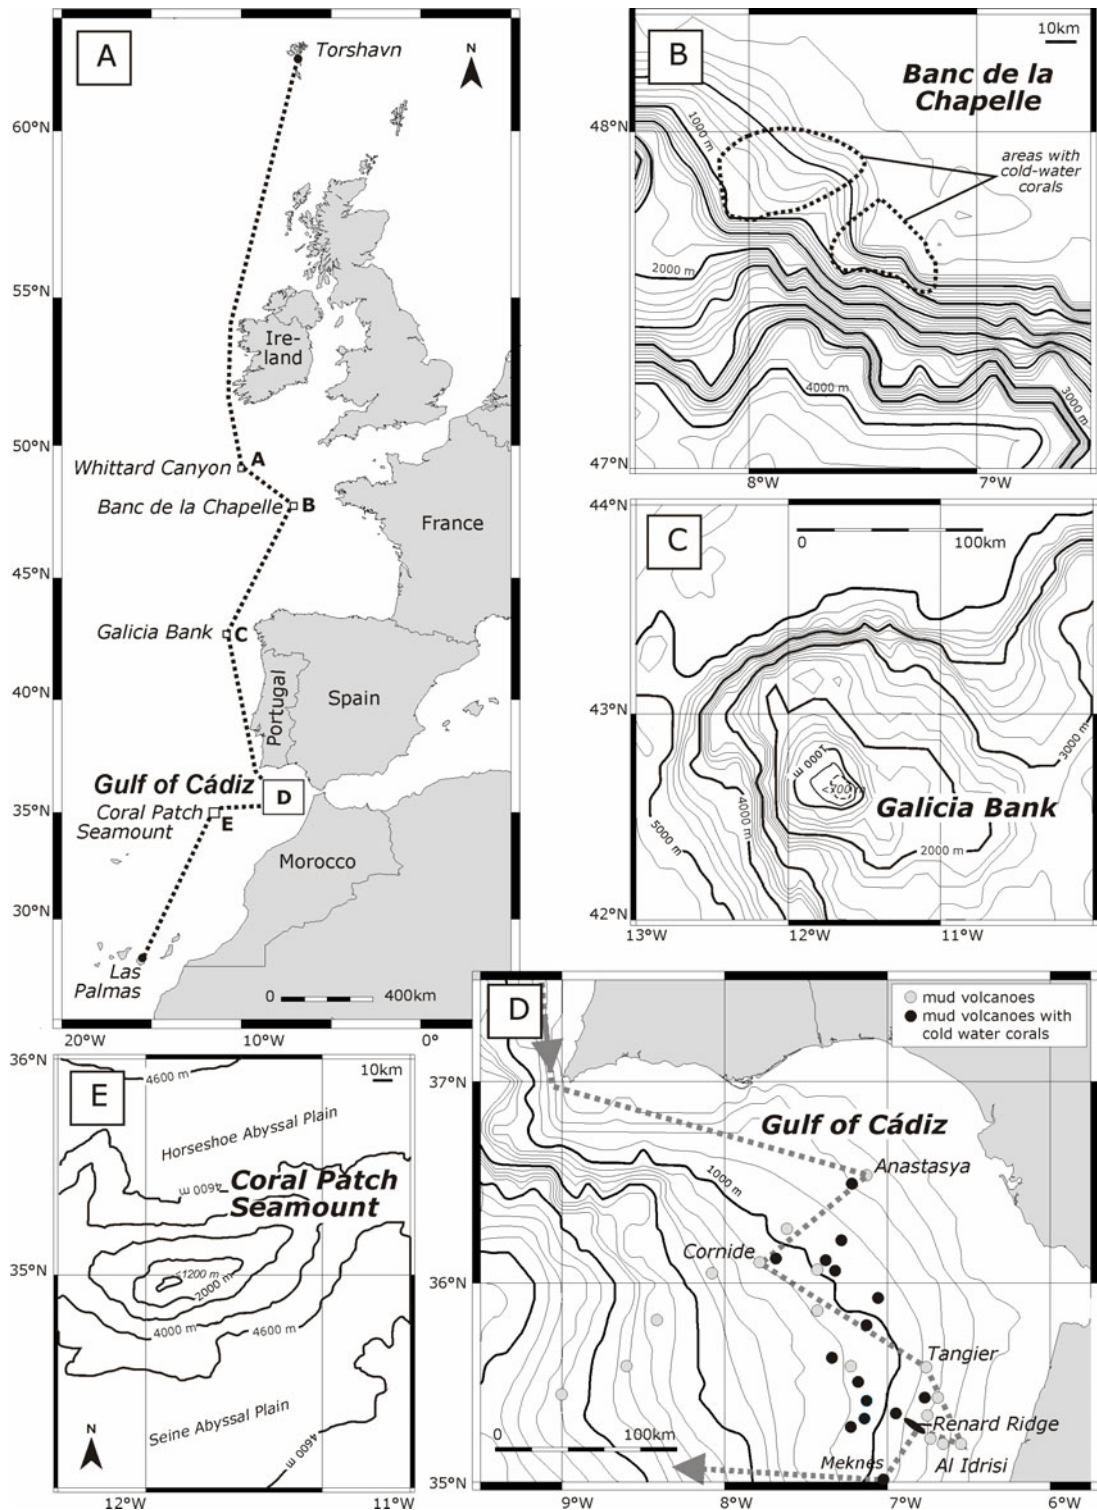 A
N
Torshavn
60°N
55°N
Ire-
land
50°N
Whittard Canyon
A
Banc de la Chapelle
B
France
45°N
Galicia Bank
C
40°N
Portugal
Spain
Gulf of Cádiz
D
35°N
Coral Patch
Seamount
E
Morocco
30°N
Las
Palmas
0
400km
20°W
10°W
0°
B
10km
Banc de la
Chapelle
48°N
1000 m
areas with
cold-water
corals
2000 m
4000 m
3000 m
47°N
8°W
7°W
44°N
C
0
100km
43°N
1000 m
<700 m
3000 m
Galicia Bank
4000 m
5000 m
2000 m
42°N
13°W
12°W
11°W
D
mud volcanoes
mud volcanoes with
cold water corals
37°N
Gulf of Cádiz
Anastasya
1000 m
Cornide
36°N
Tangier
Renard Ridge
0
100km
Meknes
Al Idrisi
35°N
9°W
8°W
7°W
6°W
36°N
4600 m
10km
E
Horseshoe Abyssal Plain
4600 m
Coral Patch
Seamount
35°N
<1200 m
2000 m
4000 m
4600 m
Seine Abyssal Plain
N
4600 m
12°W
11°W